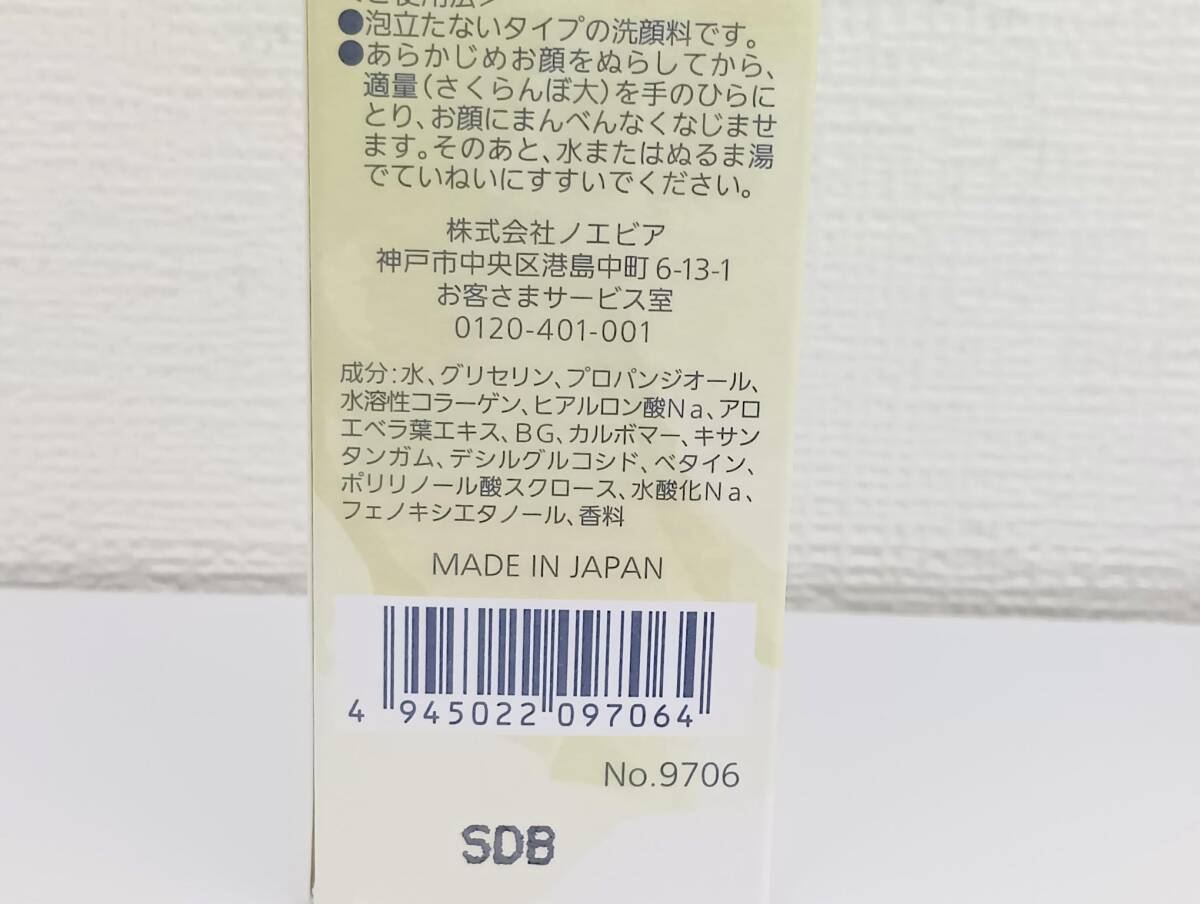 <ご使用法>
●泡立たないタイプの洗顔料です。
●あらかじめお顔をぬらしてから、
適量(さくらんぼ大)を手のひらに
とり、お顔にまんべんなくなじませ
ます。そのあと、水またはぬるま湯
でていねいにすすいでください。
株式会社ノエビア
神戸市中央区港島中町6-13-1
お客さまサービス室
0120-401-001
成分:水、グリセリン、プロパンジオール、
水溶性コラーゲン、ヒアルロン酸Na、アロ
エベラ葉エキス、BG、カルボマー、キサン
タンガム、デシルグルコシド、ベタイン、
ポリリノール酸スクロース、水酸化Na、
フェノキシエタノール、香料
MADE IN JAPAN
4 945022 097064
No.9706
SDB